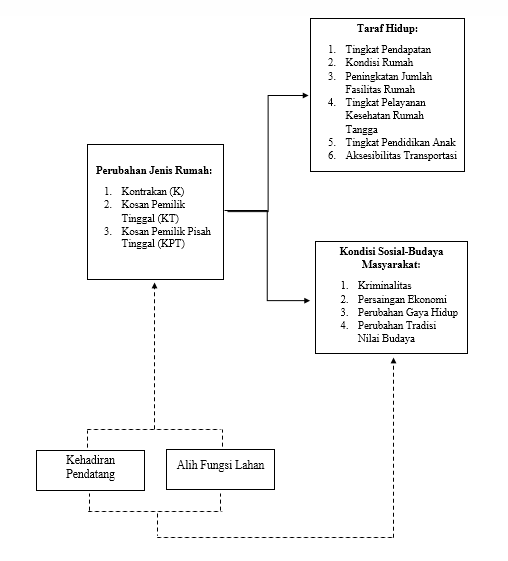 Taraf Hidup:
1. Tingkat Pendapatan
2. Kondisi Rumah
3. Peningkatan Jumlah
Fasilitas Rumah
4. Tingkat Pelayanan
Kesehatan Rumah
Tangga
5. Tingkat Pendidikan Anak
6. Aksesibilitas Transportasi
Perubahan Jenis Rumah:
1. Kontrakan (K)
2. Kosan Pemilik
Tinggal (KT)
3. Kosan Pemilik Pisah
Tinggal (KPT)
Kondisi Sosial-Budaya
Masyarakat:
1. Kriminalitas
2. Persaingan Ekonomi
3. Perubahan Gaya Hidup
4. Perubahan Tradisi
Nilai Budaya
Kehadiran
Pendatang
Alih Fungsi Lahan